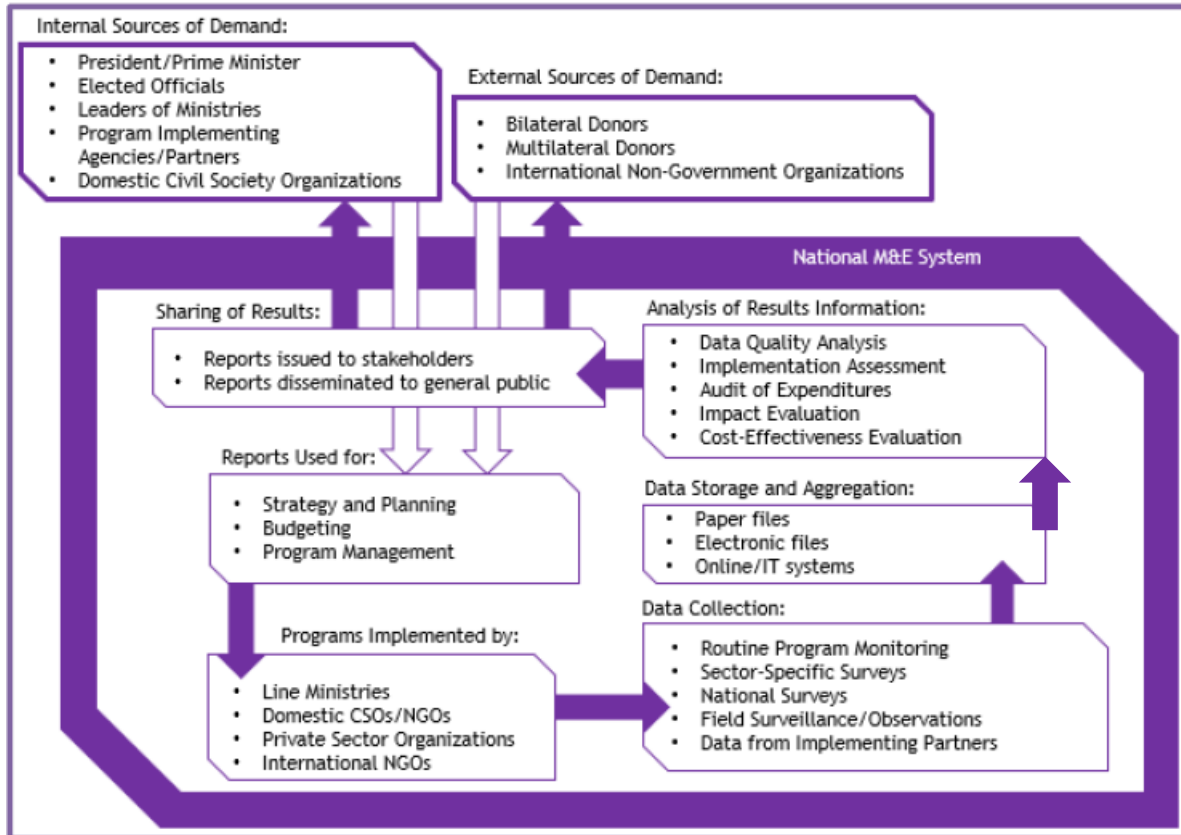 Internal Sources of Demand:
• President/Prime Minister
• Elected Officials
• Leaders of Ministries
• Program Implementing
Agencies/Partners
• Domestic Civil Society Organizations
External Sources of Demand:
• Bilateral Donors
• Multilateral Donors
• International Non-Government Organizations
National M&E System
Sharing of Results:
• Reports issued to stakeholders
• Reports disseminated to general public
Analysis of Results Information:
• Data Quality Analysis
• Implementation Assessment
• Audit of Expenditures
• Impact Evaluation
• Cost-Effectiveness Evaluation
Reports Used for:
• Strategy and Planning
• Budgeting
• Program Management
Data Storage and Aggregation:
• Paper files
• Electronic files
• Online/IT systems
Programs Implemented by:
• Line Ministries
• Domestic CSOs/NGOs
• Private Sector Organizations
• International NGOs
Data Collection:
• Routine Program Monitoring
• Sector-Specific Surveys
• National Surveys
• Field Surveillance/Observations
• Data from Implementing Partners